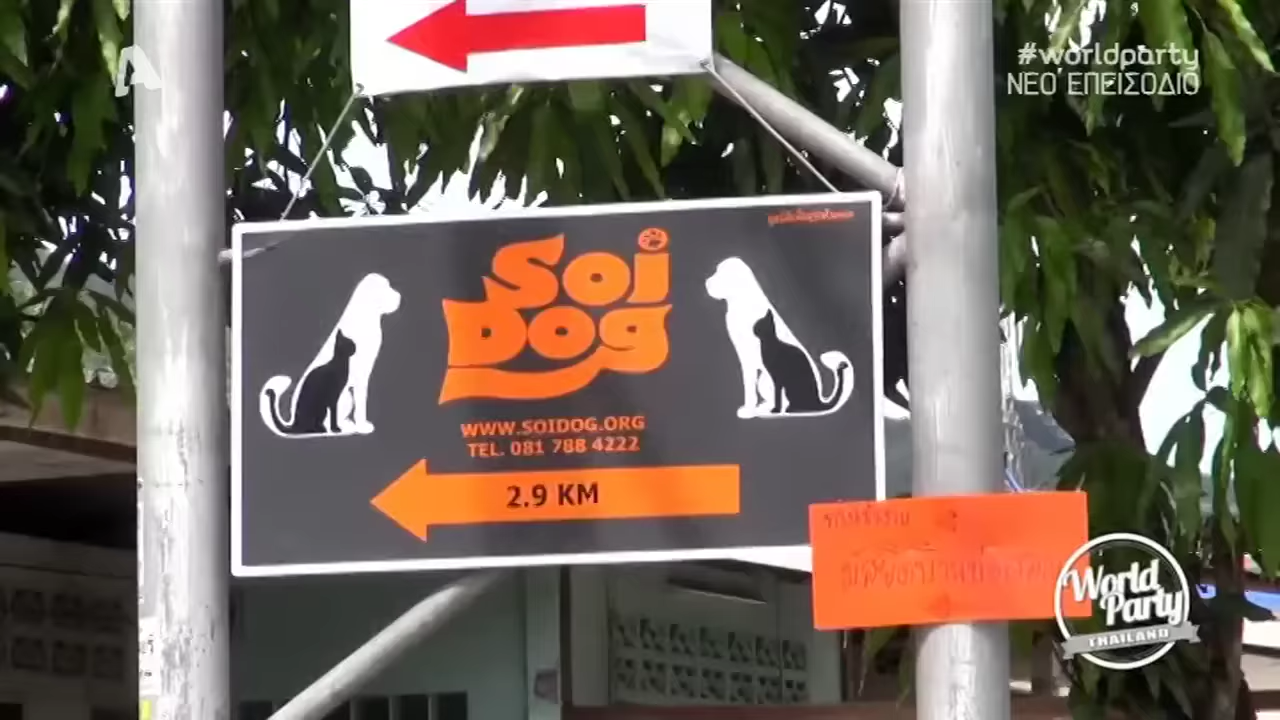 #worldparty
ΝΕΟ ΕΠΕΙΣΟΔΙΟ
Soi
Dog
WWW.SOIDOG.ORG
TEL. 081 788 4222
2.9 KM
World
Party
THAILAND